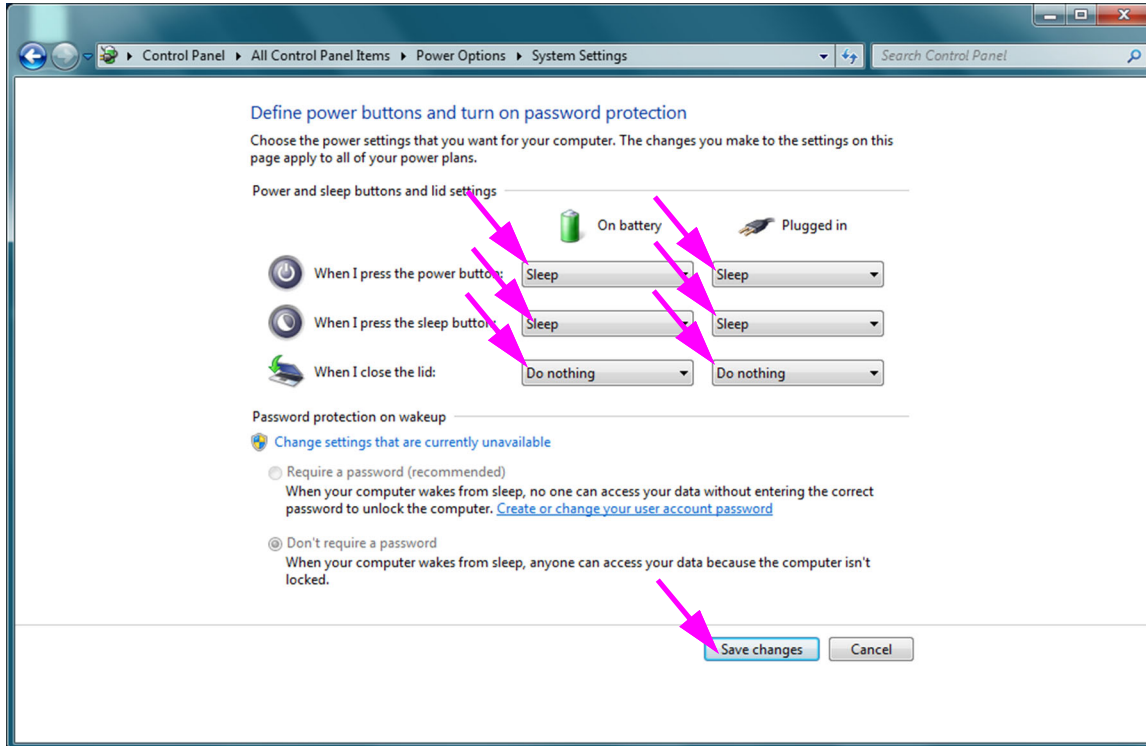 Control Panel All Control Panel Items Power Options System Settings
Search Control Panel
Define power buttons and turn on password protection
Choose the power settings that you want for your computer. The changes you make to the settings on this
page apply to all of your power plans.
Power and sleep buttons and lid settings
On battery Plugged in
When I press the power button: Sleep Sleep
When I press the sleep button: Sleep Sleep
When I close the lid: Do nothing Do nothing
Password protection on wakeup
Change settings that are currently unavailable
Require a password (recommended)
When your computer wakes from sleep, no one can access your data without entering the correct
password to unlock the computer. Create or change your user account password
Don't require a password
When your computer wakes from sleep, anyone can access your data because the computer isn't
locked.
Save changes Cancel